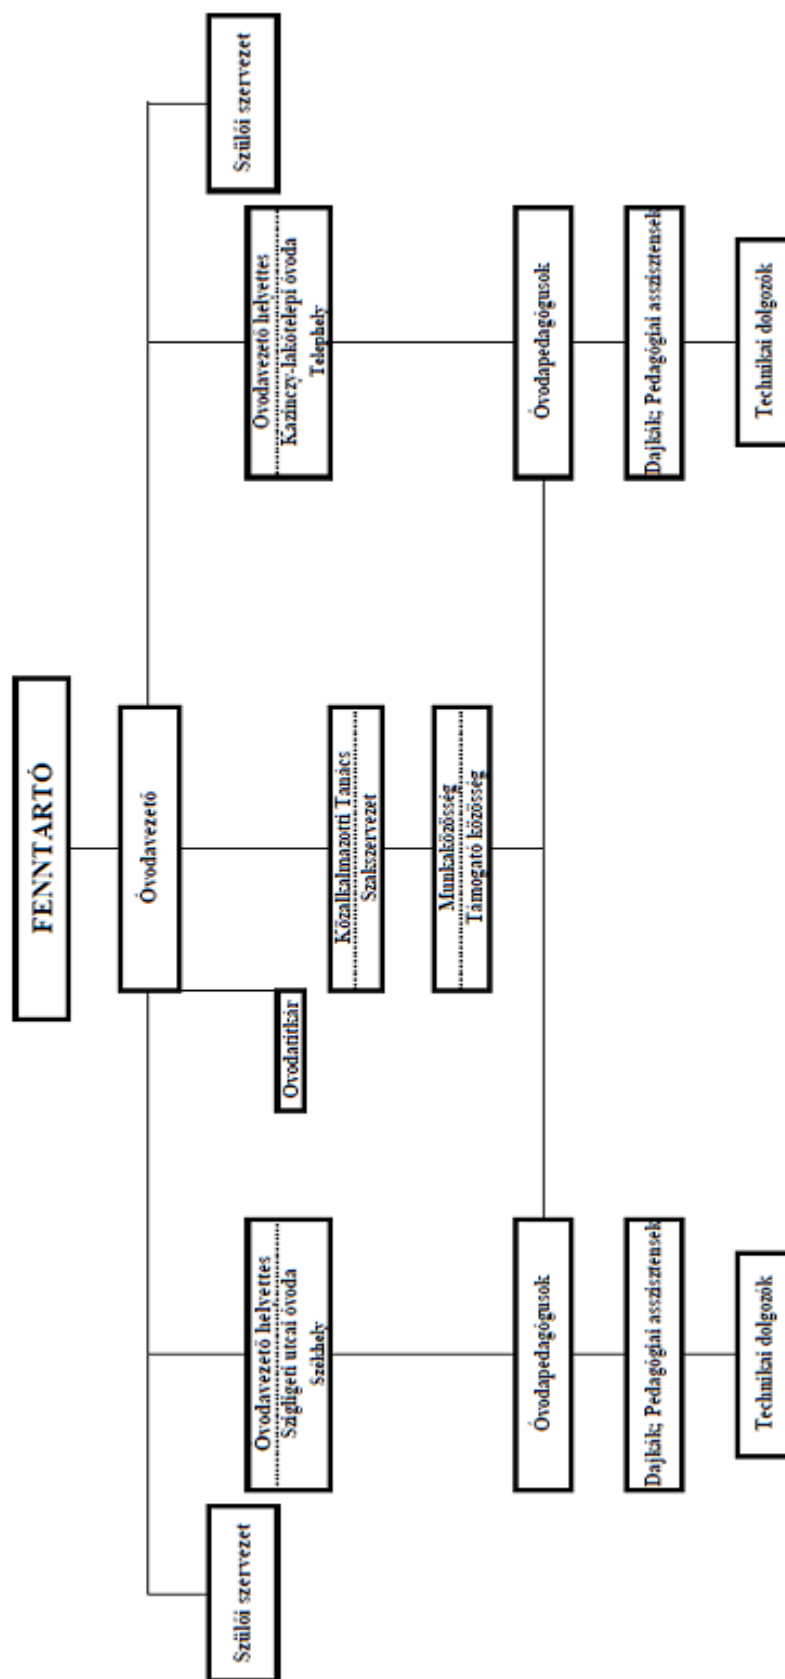 FENNTARTÓ
Óvodavezető
Szülői szervezet
Óvodavezető helyettes
Szigligeti utcai óvoda
Székhely
Óvodatitkár
Óvodavezető helyettes
Kazinczy-lakótelepi óvoda
Telephely
Szülői szervezet
Közalkalmazotti Tanács
Szakszervezet
Munkaközösség
Támogató közösség
Óvodapedagógusok
Óvodapedagógusok
Dajkák; Pedagógiai asszisztensek
Dajkák; Pedagógiai asszisztensek
Technikai dolgozók
Technikai dolgozók